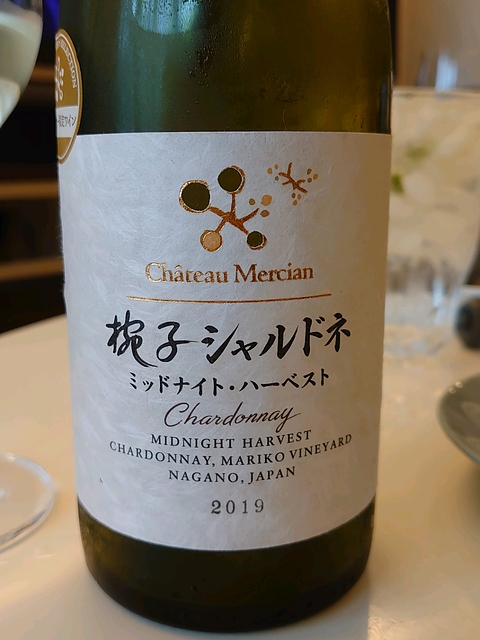 Château Mercian
椀子シャルドネ
ミッドナイト・ハーベスト
Chardonnay
MIDNIGHT HARVEST
CHARDONNAY, MARIKO VINEYARD
NAGANO, JAPAN
2019